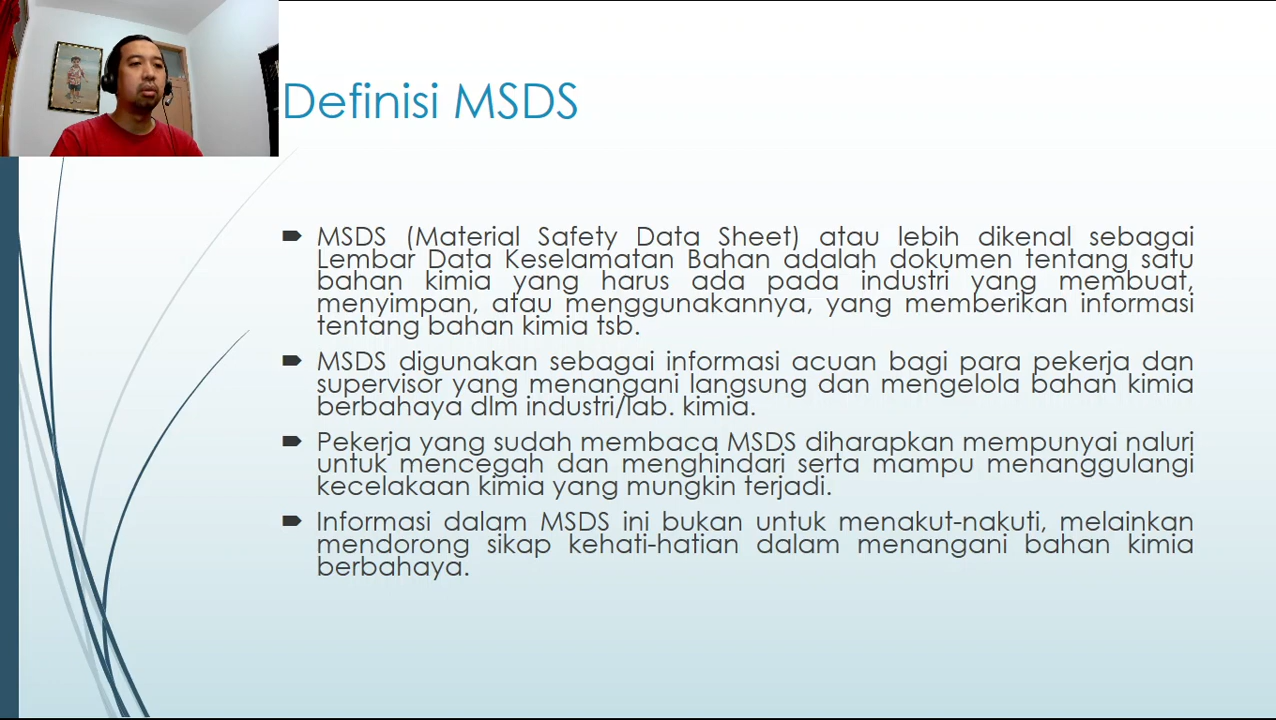 Definisi MSDS
MSDS (Material Safety Data Sheet) atau lebih dikenal sebagai
Lembar Data Keselamatan Bahan adalah dokumen tentang satu
bahan kimia yang harus ada pada industri yang membuat,
menyimpan, atau menggunakannya, yang memberikan informasi
tentang bahan kimia tsb.
MSDS digunakan sebagai informasi acuan bagi para pekerja dan
supervisor yang menangani langsung dan mengelola bahan kimia
berbahaya dlm industri/lab. kimia.
Pekerja yang sudah membaca MSDS diharapkan mempunyai naluri
untuk mencegah dan menghindari serta mampu menanggulangi
kecelakaan kimia yang mungkin terjadi.
Informasi dalam MSDS ini bukan untuk menakut-nakuti, melainkan
mendorong sikap kehati-hatian dalam menangani bahan kimia
berbahaya.